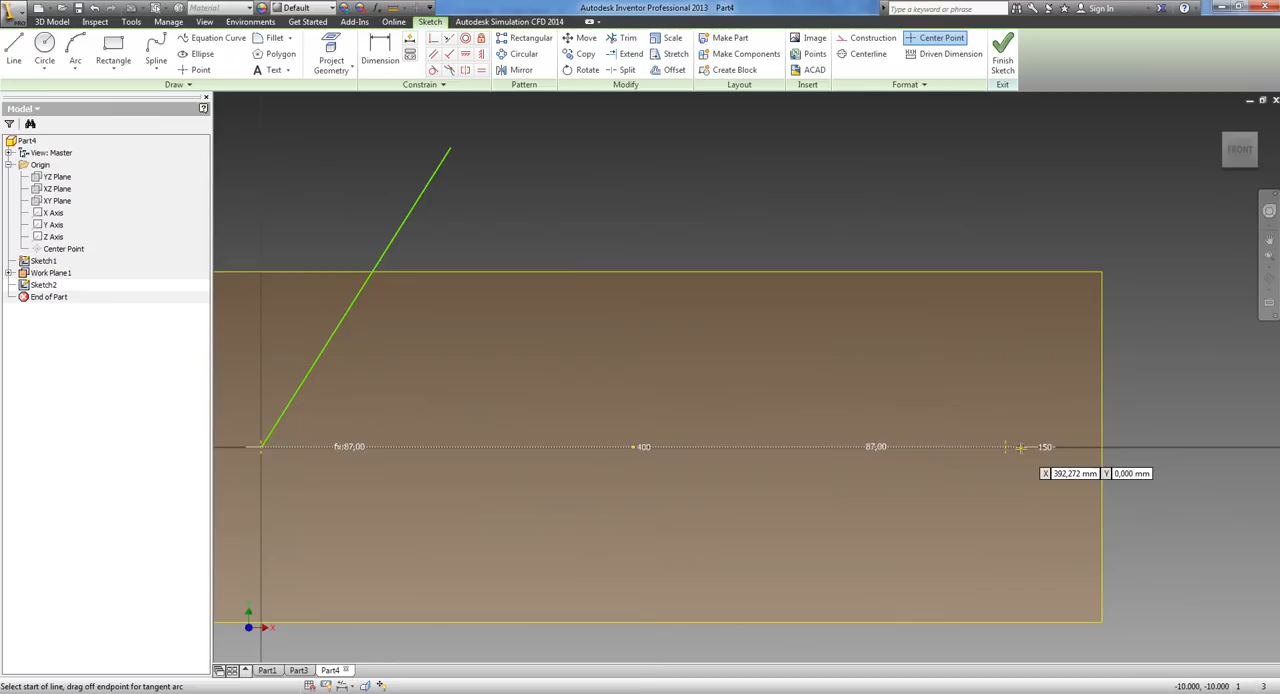 PRO
Material
Default
Autodesk Inventor Professional 2013 Part4
Type a keyword or phrase
Sign In
3D Model Inspect Tools Manage View Environments Get Started Add-Ins Online Sketch Autodesk Simulation CFD 2014
Line
Circle
Arc
Rectangle
Spline
Equation Curve
Ellipse
Point
Fillet
Polygon
Text
Project
Geometry
Dimension
Rectangular
Circular
Mirror
Move
Copy
Rotate
Trim
Extend
Split
Scale
Stretch
Offset
Make Part
Make Components
Create Block
Image
Points
ACAD
Construction
Centerline
Center Point
Driven Dimension
Finish
Sketch
Draw
Constrain
Pattern
Modify
Layout
Insert
Format
Exit
Model
Part4
View: Master
Origin
YZ Plane
XZ Plane
XY Plane
X Axis
Y Axis
Z Axis
Center Point
Sketch1
Work Plane1
Sketch2
End of Part
FRONT
fx:87,00
400
87,00
150
X 392,272 mm Y 0,000 mm
X
Part1 Part3 Part4
Select start of line, drag off endpoint for tangent arc
-10.000, -10.000 1 3